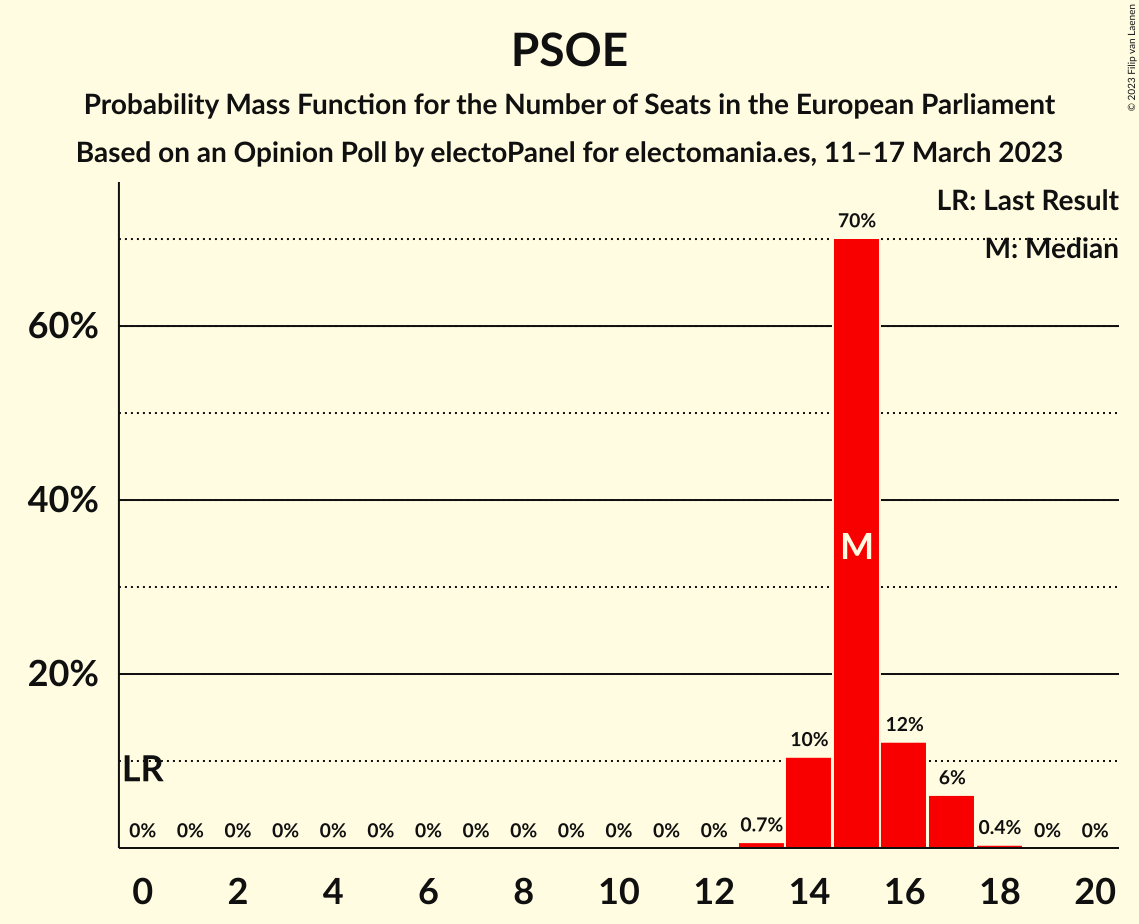 PSOE
Probability Mass Function for the Number of Seats in the European Parliament
Based on an Opinion Poll by electoPanel for electomania.es, 11–17 March 2023
© 2023 Filip van Laenen
LR: Last Result
M: Median
70%
60%
40%
M
20%
12%
10%
LR
6%
0% 0% 0% 0% 0% 0% 0% 0% 0% 0% 0% 0% 0% 0.7% 0.4% 0% 0%
0 2 4 6 8 10 12 14 16 18 20